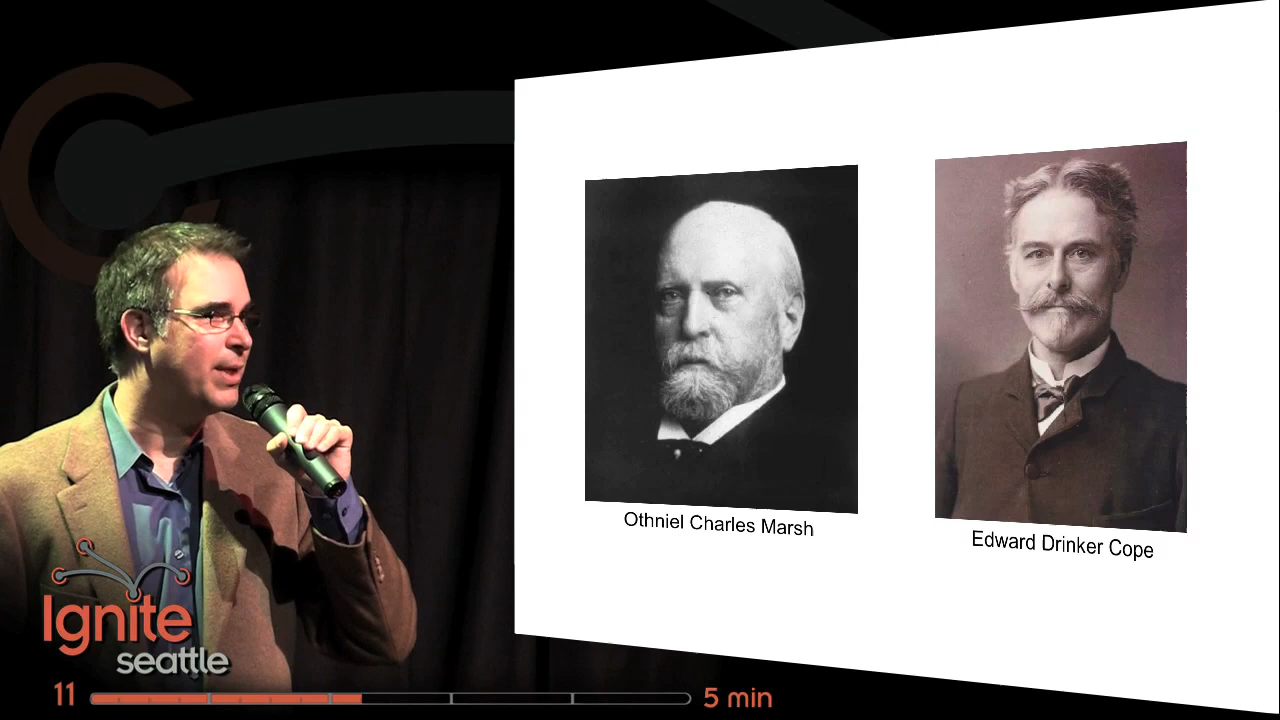 Othniel Charles Marsh
Edward Drinker Cope
Ignite
seattle
11
5 min